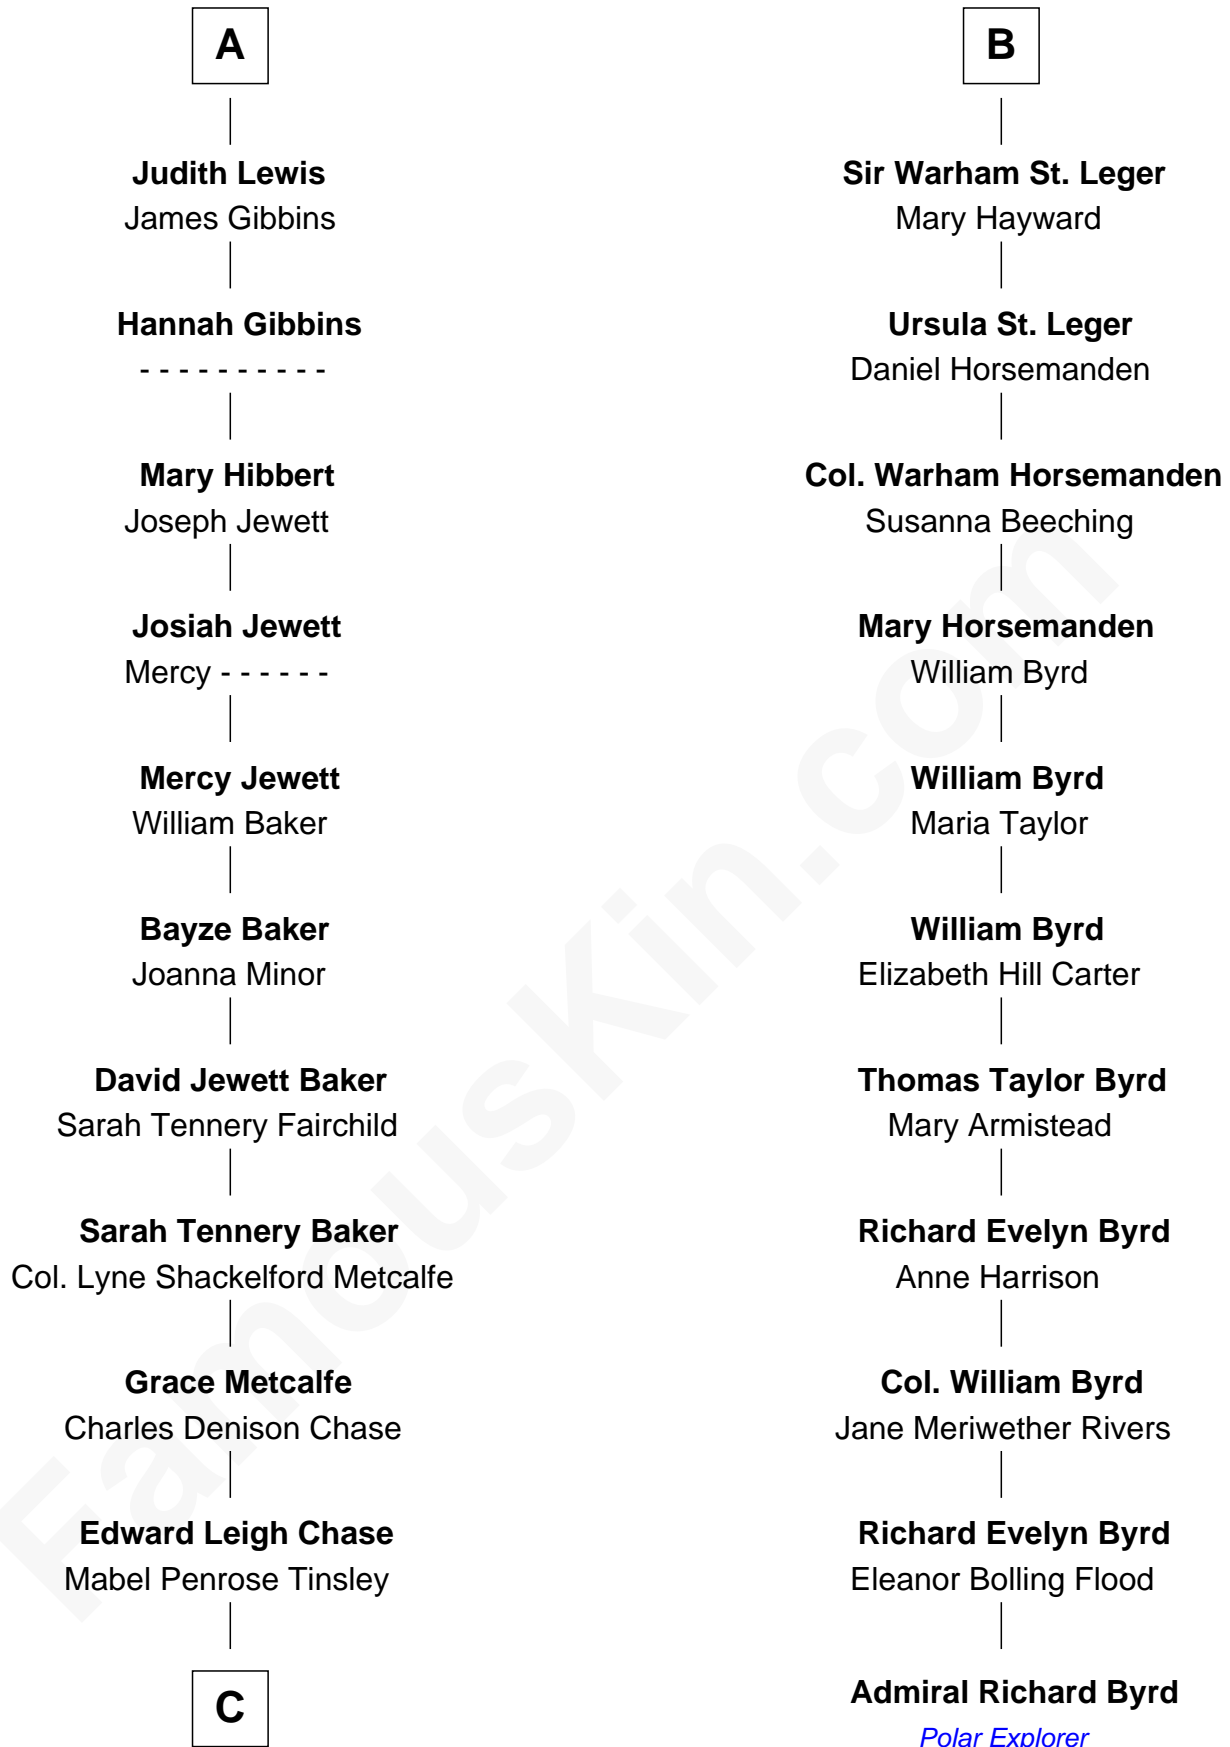 A
Judith Lewis
James Gibbins
Hannah Gibbins
- - - - - - - - - -
Mary Hibbert
Joseph Jewett
Josiah Jewett
Mercy - - - - - -
Mercy Jewett
William Baker
Bayze Baker
Joanna Minor
David Jewett Baker
Sarah Tennery Fairchild
Sarah Tennery Baker
Col. Lyne Shackelford Metcalfe
Grace Metcalfe
Charles Denison Chase
Edward Leigh Chase
Mabel Penrose Tinsley
C
B
Sir Warham St. Leger
Mary Hayward
Ursula St. Leger
Daniel Horsemanden
Col. Warham Horsemanden
Susanna Beeching
Mary Horsemanden
William Byrd
William Byrd
Maria Taylor
William Byrd
Elizabeth Hill Carter
Thomas Taylor Byrd
Mary Armistead
Richard Evelyn Byrd
Anne Harrison
Col. William Byrd
Jane Meriwether Rivers
Richard Evelyn Byrd
Eleanor Bolling Flood
Admiral Richard Byrd
Polar Explorer
FamousKin.com